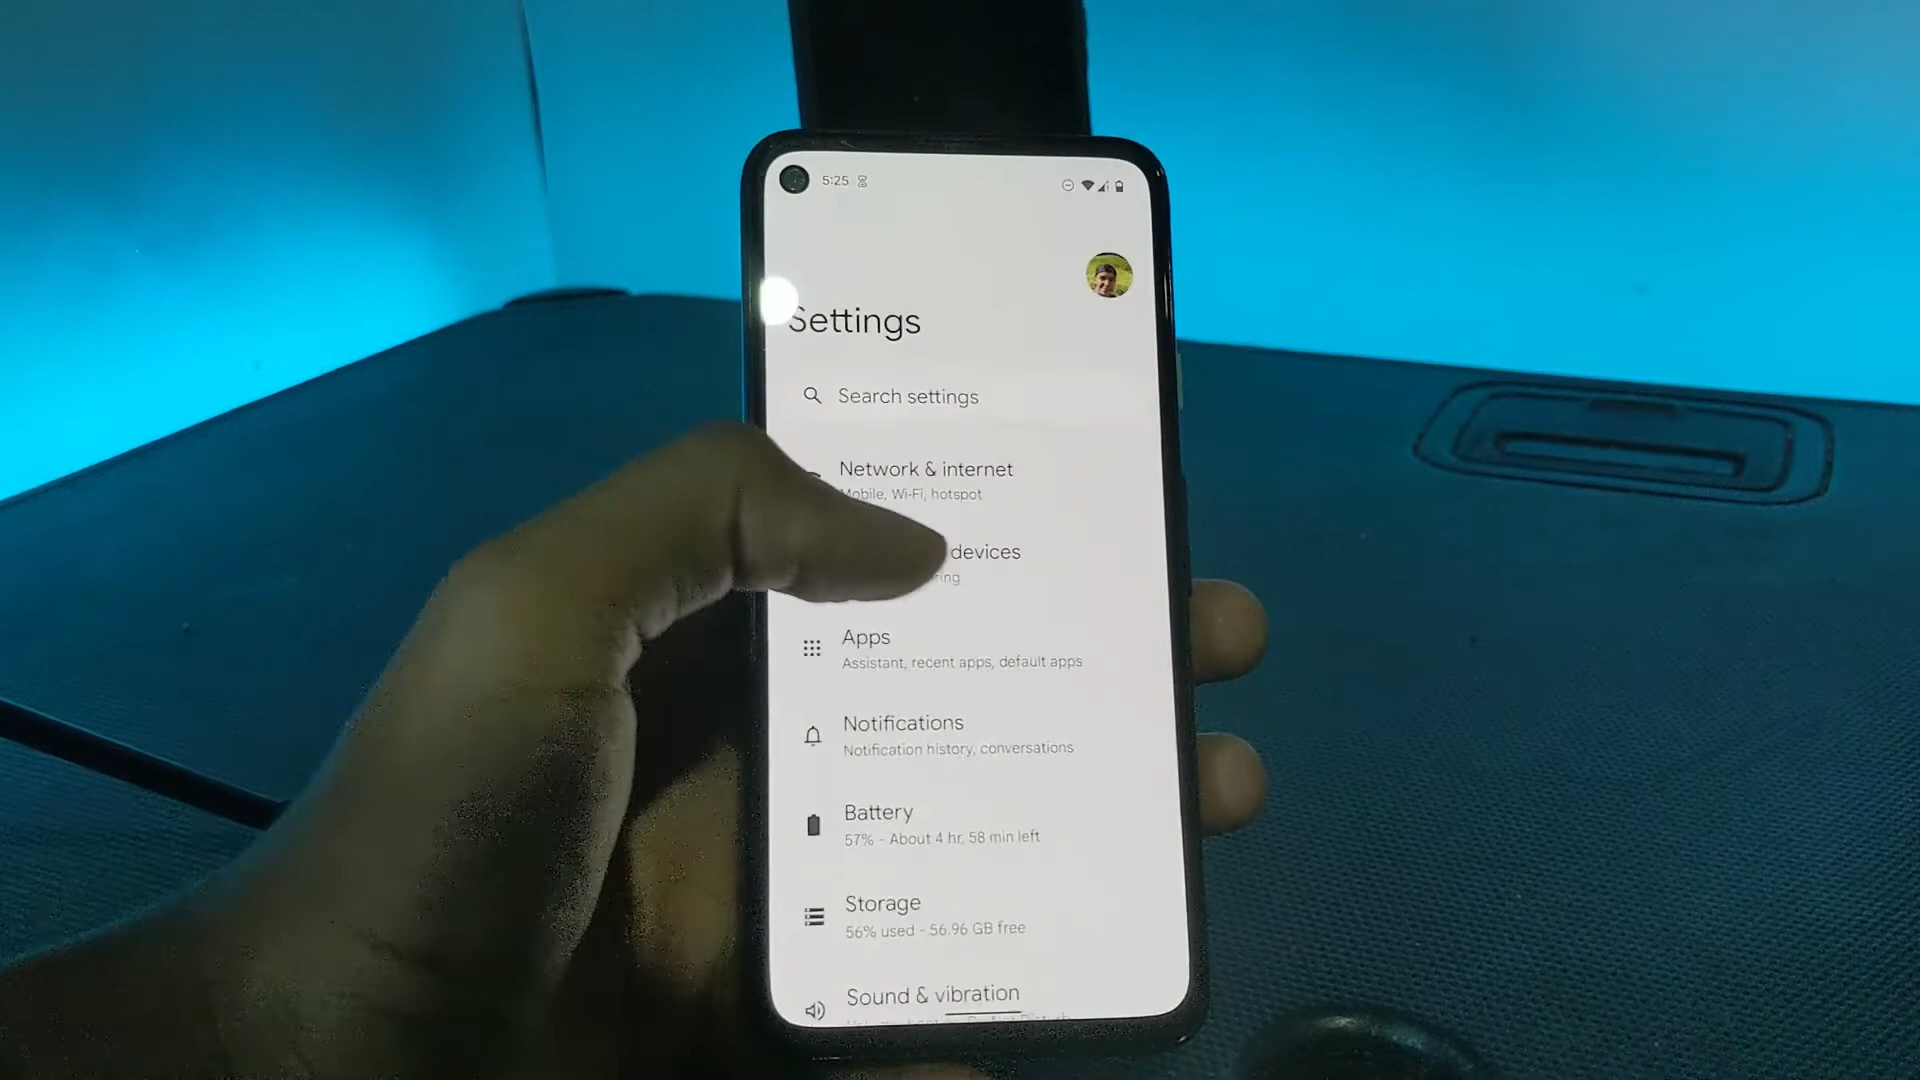 5:25
Settings
Search settings
Network & internet
Mobile, Wi-Fi, hotspot
devices
Apps
Assistant, recent apps, default apps
Notifications
Notification history, conversations
Battery
57% - About 4 hr, 58 min left
Storage
56% used - 56.96 GB free
Sound & vibration